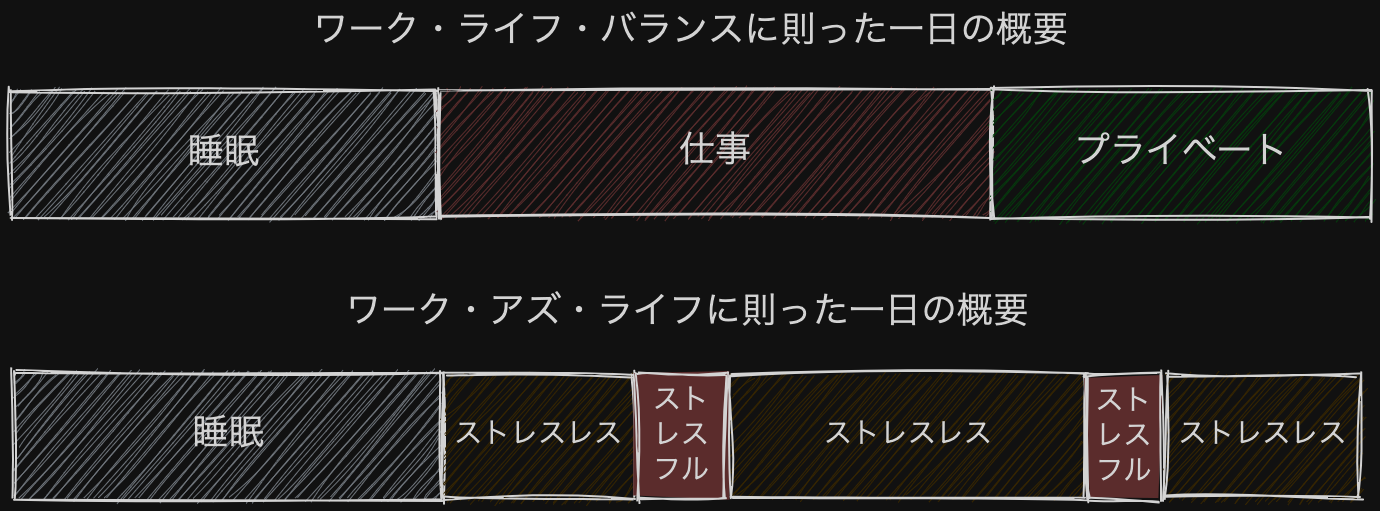 ワーク・ライフ・バランスに則った一日の概要
睡眠
仕事
プライベート
ワーク・アズ・ライフに則った一日の概要
睡眠
ストレスレス
スト
レス
フル
ストレスレス
スト
レス
フル
ストレスレス